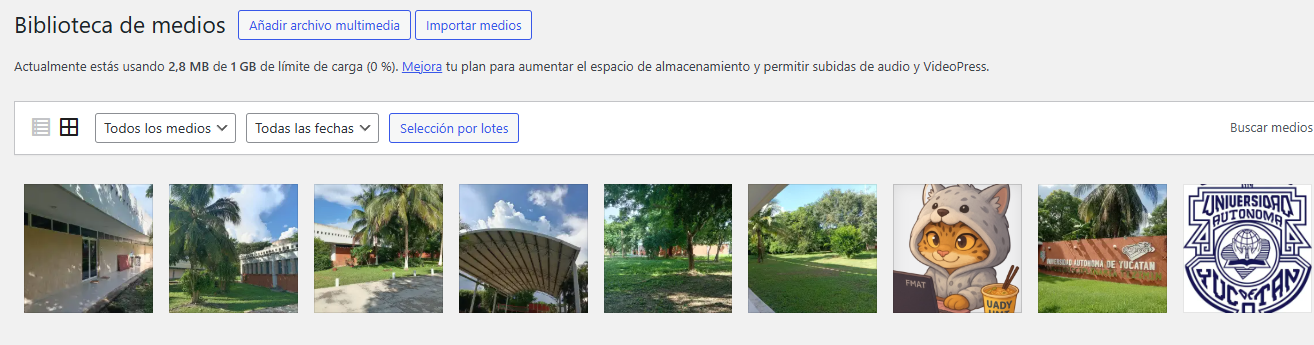 Biblioteca de medios
Añadir archivo multimedia
Importar medios
Actualmente estás usando 2,8 MB de 1 GB de límite de carga (0 %). Mejora tu plan para aumentar el espacio de almacenamiento y permitir subidas de audio y VideoPress.
Todos los medios
Todas las fechas
Selección por lotes
Buscar medios
FMAT
UADY
UNIVERSIDAD AUTONOMA DE YUCATAN
UNIVERSIDAD
AUTONOMA
DE
YUCATAN